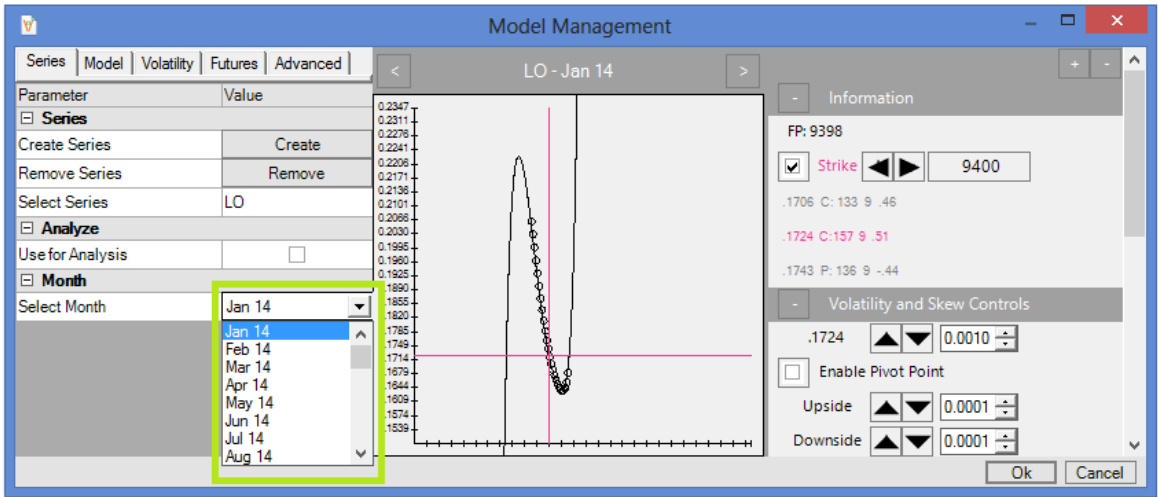 Model Management
Series Model Volatility Futures Advanced
Parameter Value
Series
Create Series Create
Remove Series Remove
Select Series LO
Analyze
Use for Analysis
Month
Select Month Jan 14
Jan 14
Feb 14
Mar 14
Apr 14
May 14
Jun 14
Jul 14
Aug 14
< LO - Jan 14 >
0.2347
0.2311
0.2276
0.2241
0.2206
0.2171
0.2136
0.2101
0.2066
0.2030
0.1995
0.1960
0.1925
.1890
.1855
.1820
.1785
.1749
.1714
.1679
.1644
.1609
.1574
.1539
+ -
- Information
FP: 9398
Strike 9400
.1706 C: 133 9 .46
.1724 C:157 9 .51
.1743 P: 136 9 -.44
- Volatility and Skew Controls
.1724 0.0010
Enable Pivot Point
Upside 0.0001
Downside 0.0001
Ok Cancel